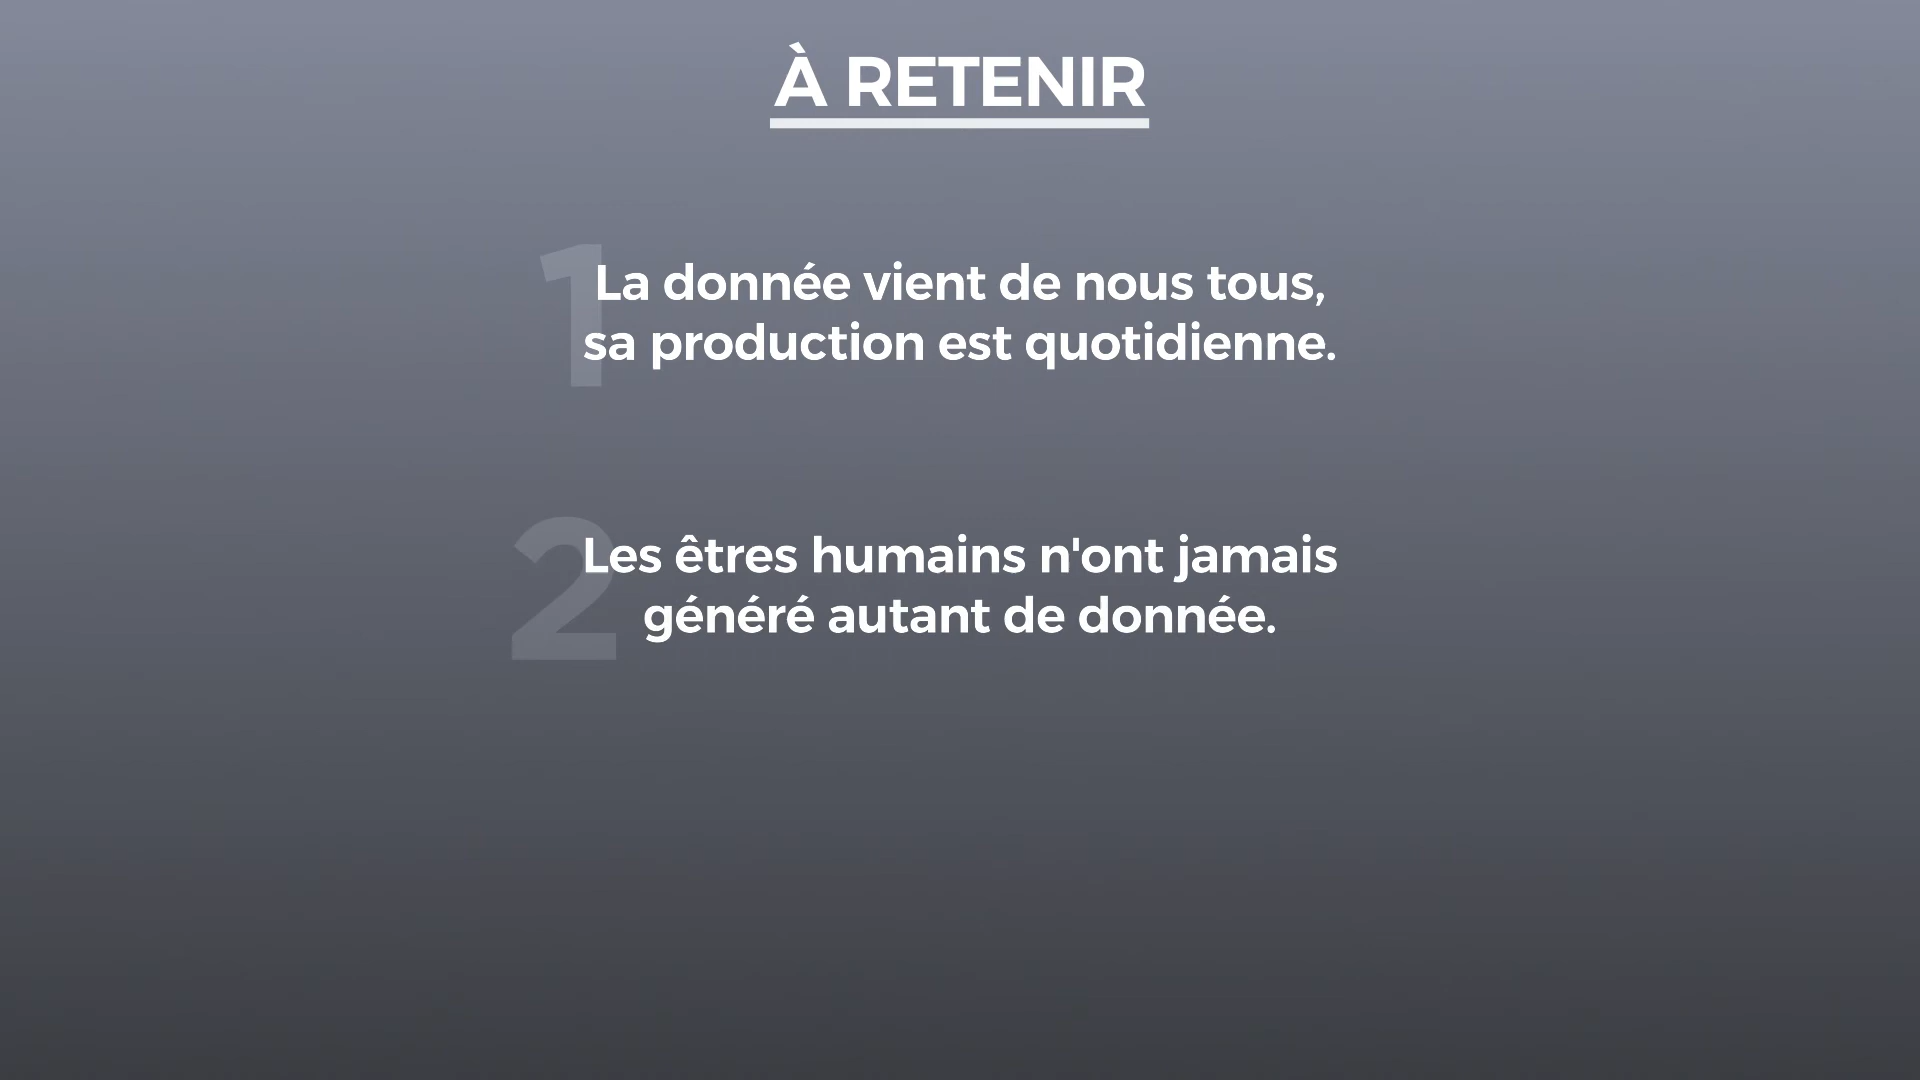 À RETENIR
1
La donnée vient de nous tous,
sa production est quotidienne.
2
Les êtres humains n'ont jamais
généré autant de donnée.